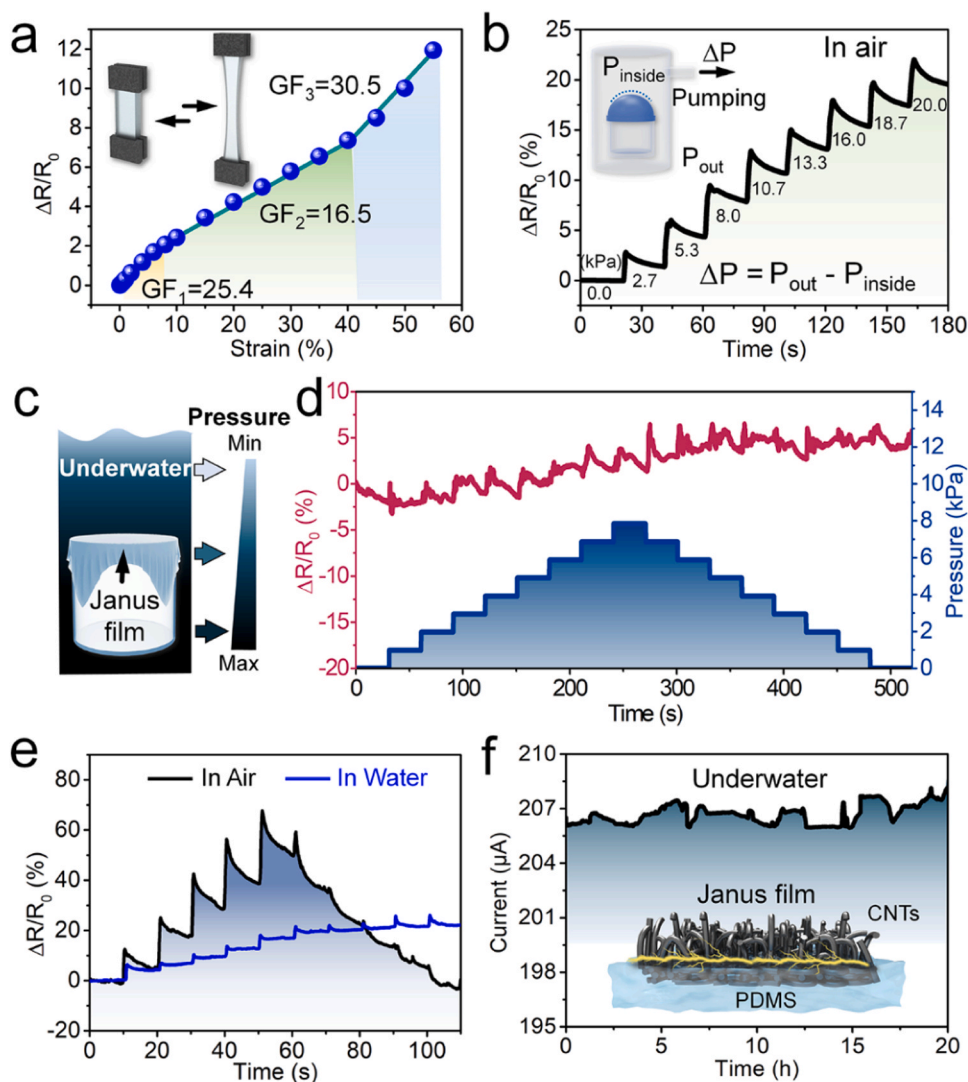 a
ΔR/R0
12
10
8
6
4
2
0
GF3=30.5
GF2=16.5
GF1=25.4
0 10 20 30 40 50 60
Strain (%)
b
ΔR/R0 (%)
25
20
15
10
5
0
In air
Pinside
ΔP
Pumping
Pout
(kPa)
0.0
2.7
5.3
8.0
10.7
13.3
16.0
18.7
20.0
ΔP = Pout - Pinside
0 30 60 90 120 150 180
Time (s)
c
Pressure
Min
Underwater
Janus
film
Max
d
ΔR/R0 (%)
10
5
0
-5
-10
-15
-20
14
12
10
8
6
4
2
0
Pressure (kPa)
0 100 200 300 400 500
Time (s)
e
ΔR/R0 (%)
80
60
40
20
0
-20
In Air
In Water
0 20 40 60 80 100
Time (s)
f
Current (μA)
210
207
204
201
198
195
Underwater
Janus film
CNTs
PDMS
0 5 10 15 20
Time (h)